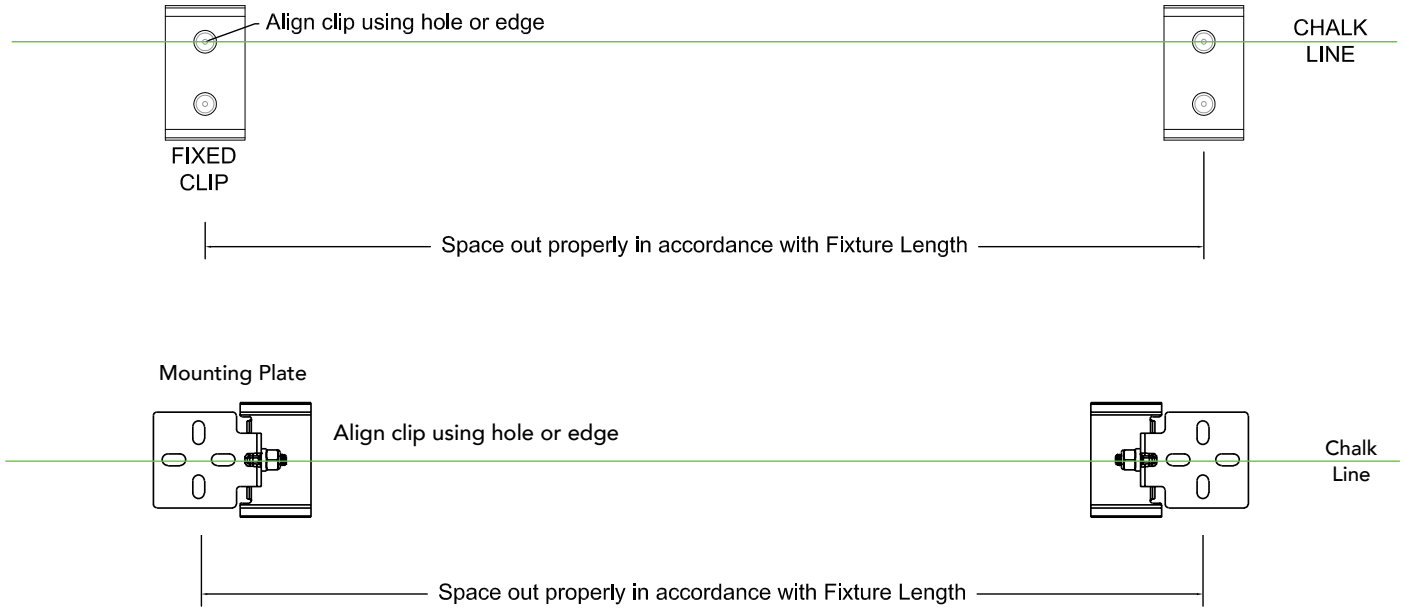 Align clip using hole or edge
CHALK
LINE
FIXED
CLIP
Space out properly in accordance with Fixture Length
Mounting Plate
Align clip using hole or edge
Chalk
Line
Space out properly in accordance with Fixture Length